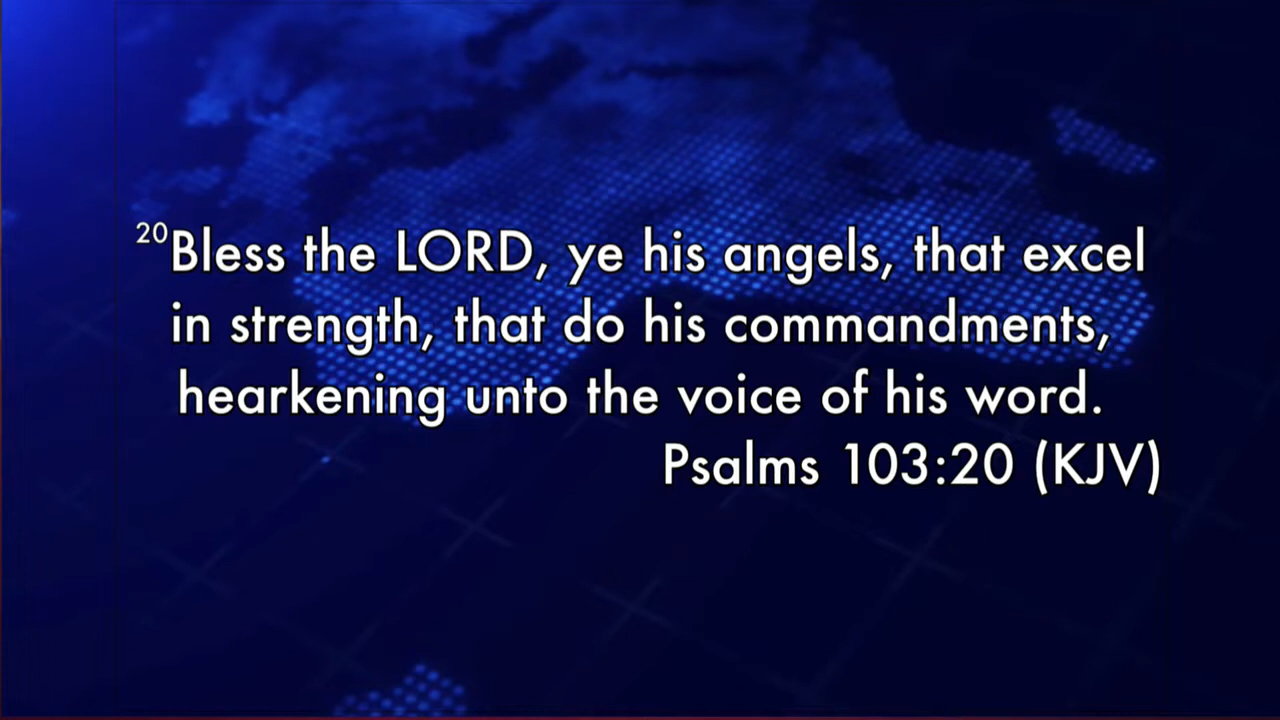 20Bless the LORD, ye his angels, that excel
in strength, that do his commandments,
hearkening unto the voice of his word.
Psalms 103:20 (KJV)